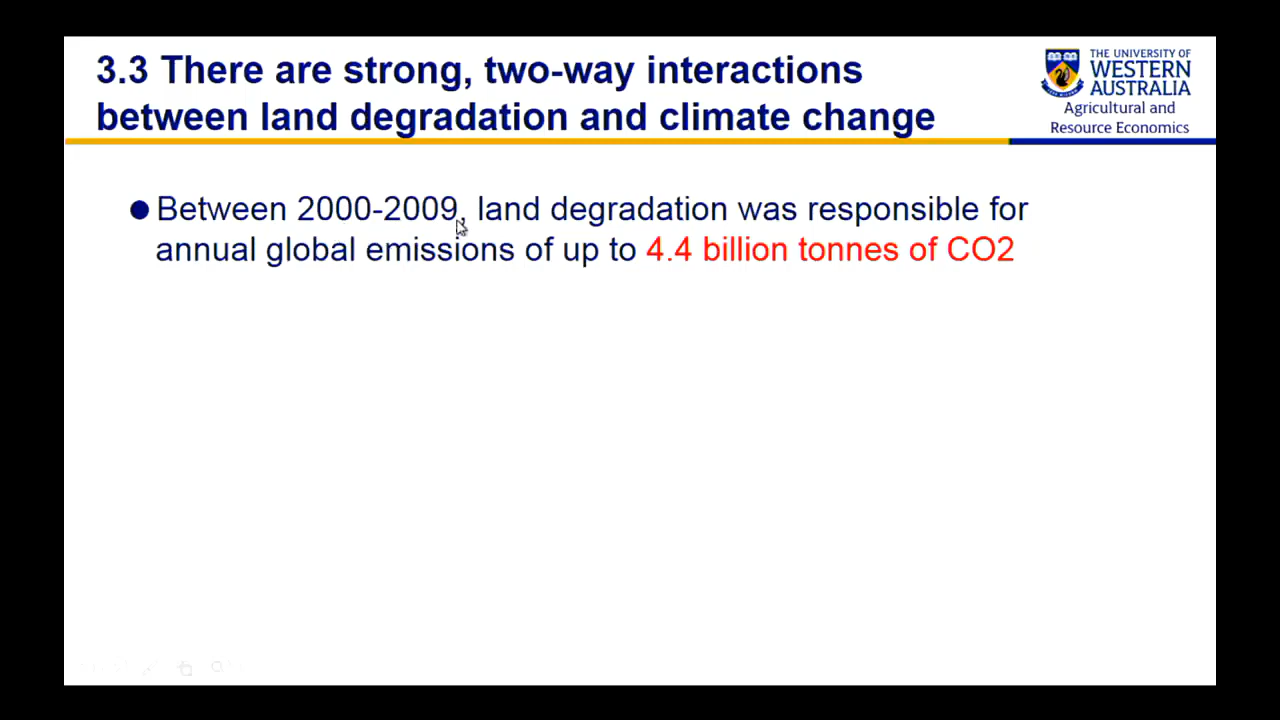 3.3 There are strong, two-way interactions
between land degradation and climate change
THE UNIVERSITY OF
WESTERN
AUSTRALIA
Agricultural and
Resource Economics
Between 2000-2009, land degradation was responsible for
annual global emissions of up to 4.4 billion tonnes of CO2